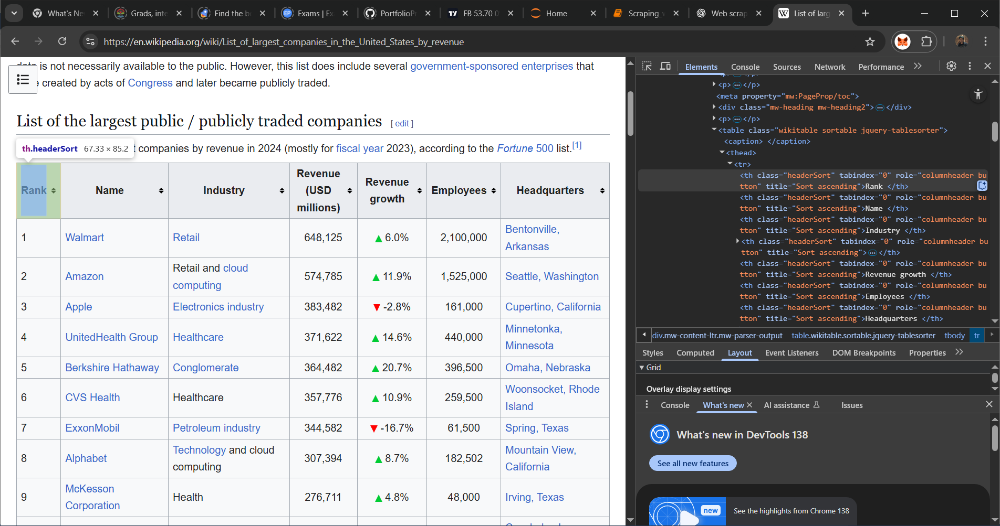 What's Ne
Grads, inte
Find the be
Exams | Ex
PortfolioPr
FB 53.70 0
Home
Scraping_
Web scrap
List of larg
https://en.wikipedia.org/wiki/List_of_largest_companies_in_the_United_States_by_revenue
data is not necessarily available to the public. However, this list does include several government-sponsored enterprises that
created by acts of Congress and later became publicly traded.
List of the largest public / publicly traded companies [ edit ]
th.headerSort 67.33 × 85.2
t companies by revenue in 2024 (mostly for fiscal year 2023), according to the Fortune 500 list.[1]
Rank Name Industry Revenue (USD millions) Revenue growth Employees Headquarters
1 Walmart Retail 648,125 ▲ 6.0% 2,100,000 Bentonville, Arkansas
2 Amazon Retail and cloud computing 574,785 ▲ 11.9% 1,525,000 Seattle, Washington
3 Apple Electronics industry 383,482 ▼ -2.8% 161,000 Cupertino, California
4 UnitedHealth Group Healthcare 371,622 ▲ 14.6% 440,000 Minnetonka, Minnesota
5 Berkshire Hathaway Conglomerate 364,482 ▲ 20.7% 396,500 Omaha, Nebraska
6 CVS Health Healthcare 357,776 ▲ 10.9% 259,500 Woonsocket, Rhode Island
7 ExxonMobil Petroleum industry 344,582 ▼ -16.7% 61,500 Spring, Texas
8 Alphabet Technology and cloud computing 307,394 ▲ 8.7% 182,502 Mountain View, California
9 McKesson Corporation Health 276,711 ▲ 4.8% 48,000 Irving, Texas
Elements Console Sources Network Performance
<p> … </p>
<meta property="mw:PageProp/toc">
<div class="mw-heading mw-heading2"> … </div>
<p> … </p>
<table class="wikitable sortable jquery-tablesorter">
<caption> </caption>
<thead>
<tr>
<th class="headerSort" tabindex="0" role="columnheader bu
tton" title="Sort ascending">Rank </th>
<th class="headerSort" tabindex="0" role="columnheader bu
tton" title="Sort ascending">Name </th>
<th class="headerSort" tabindex="0" role="columnheader bu
tton" title="Sort ascending">Industry </th>
<th class="headerSort" tabindex="0" role="columnheader bu
tton" title="Sort ascending"> … </th>
<th class="headerSort" tabindex="0" role="columnheader bu
tton" title="Sort ascending">Revenue growth </th>
<th class="headerSort" tabindex="0" role="columnheader bu
tton" title="Sort ascending">Employees </th>
<th class="headerSort" tabindex="0" role="columnheader bu
tton" title="Sort ascending">Headquarters </th>
div.mw-content-ltr.mw-parser-output table.wikitable.sortable.jquery-tablesorter tbody tr
Styles Computed Layout Event Listeners DOM Breakpoints Properties
Grid
Overlay display settings
Console What's new AI assistance Issues
What's new in DevTools 138
See all new features
new
See the highlights from Chrome 138